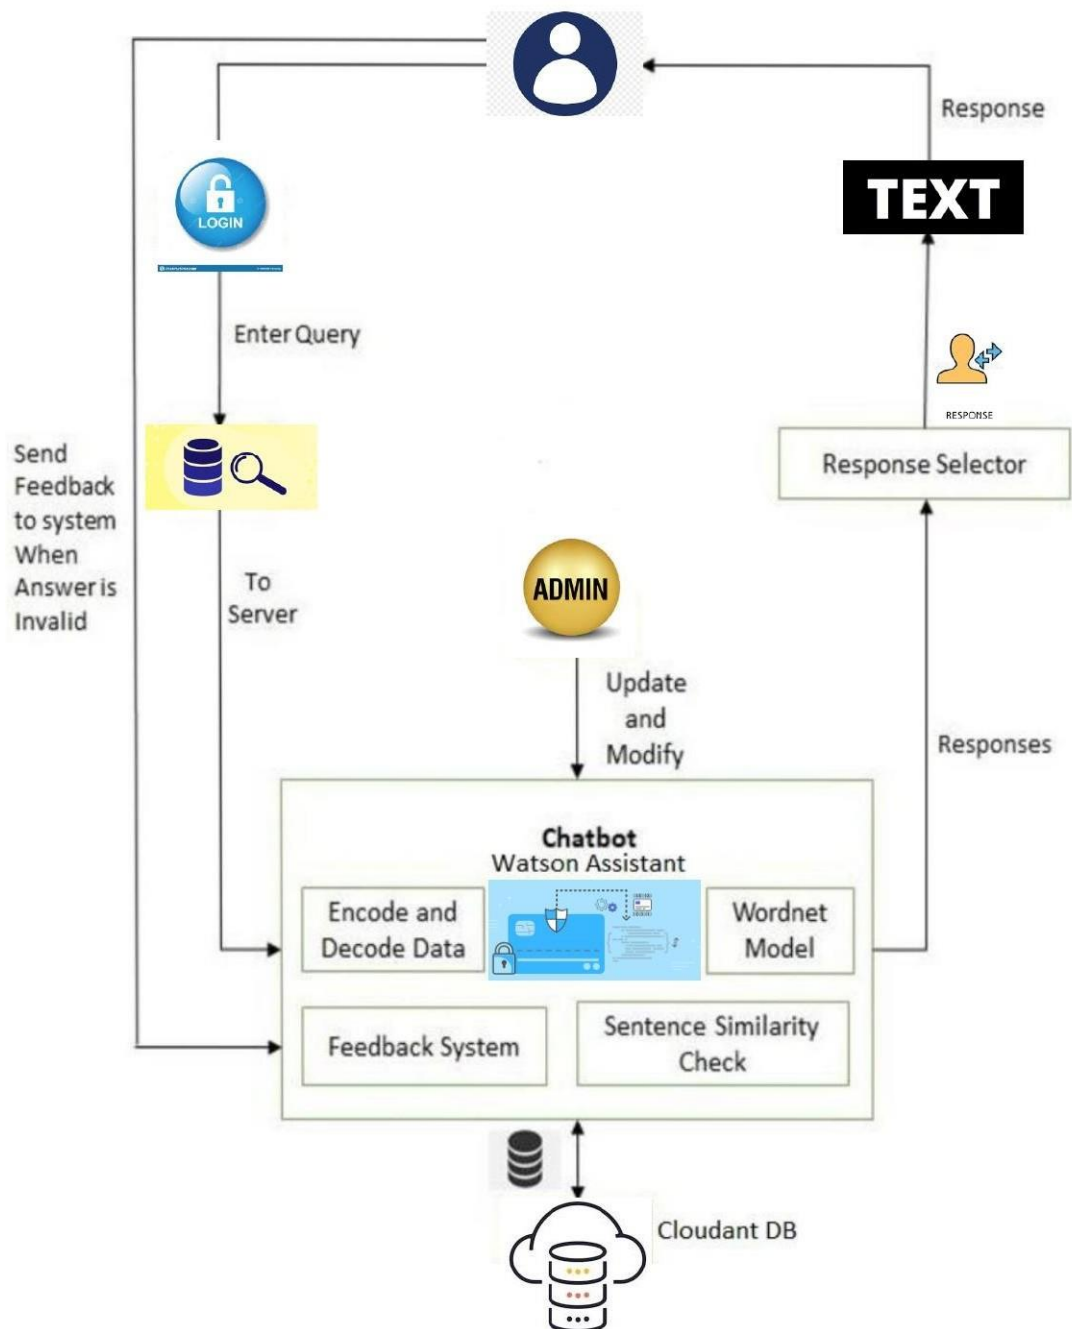 Response
TEXT
LOGIN
Enter Query
RESPONSE
Response Selector
Send
Feedback
to system
When
Answer is
Invalid
To
Server
ADMIN
Update
and
Modify
Responses
Chatbot
Watson Assistant
Encode and
Decode Data
Wordnet
Model
Feedback System
Sentence Similarity
Check
Cloudant DB